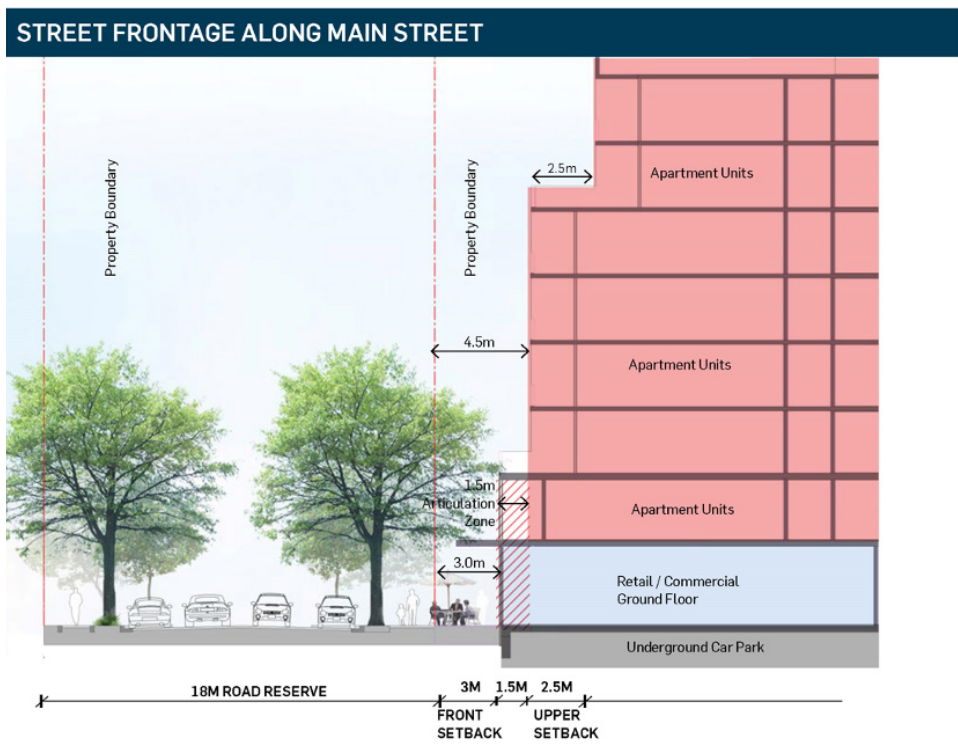 STREET FRONTAGE ALONG MAIN STREET
Property Boundary
Property Boundary
2.5m
Apartment Units
4.5m
Apartment Units
1.5m
Articulation
Zone
Apartment Units
3.0m
Retail / Commercial
Ground Floor
Underground Car Park
18M ROAD RESERVE
3M
1.5M
2.5M
FRONT
SETBACK
UPPER
SETBACK